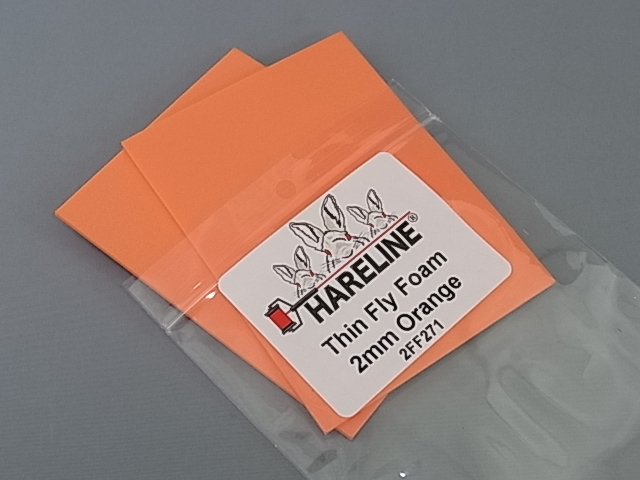 HARELINE®
Thin Fly Foam
2mm Orange
2FF271